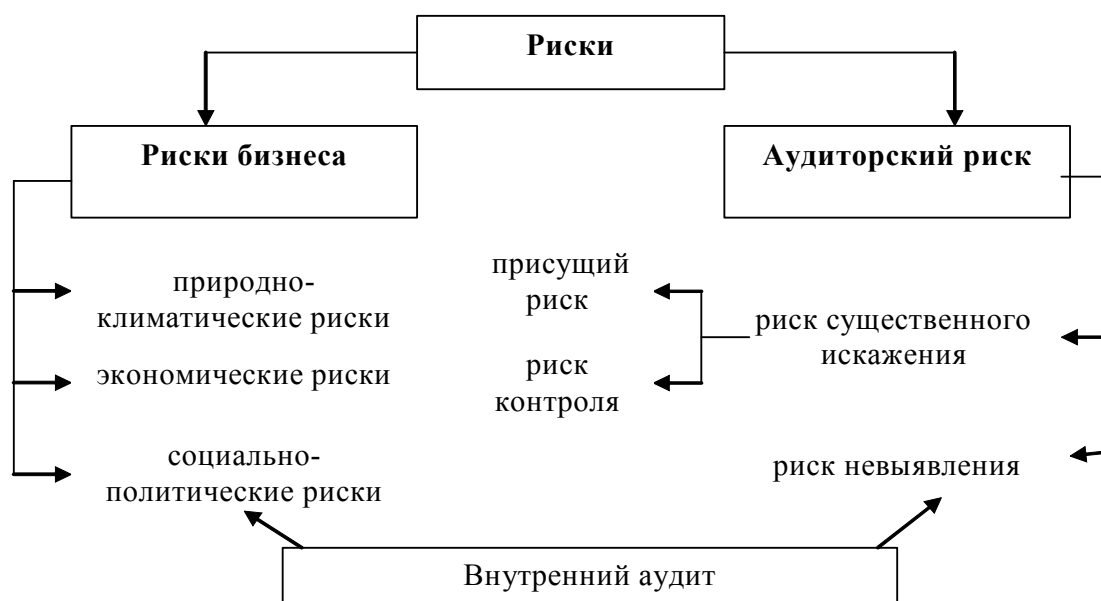 Риски
Риски бизнеса
Аудиторский риск
природно-
климатические риски
экономические риски
социально-
политические риски
присущий
риск
риск
контроля
риск существенного
искажения
риск невыявления
Внутренний аудит